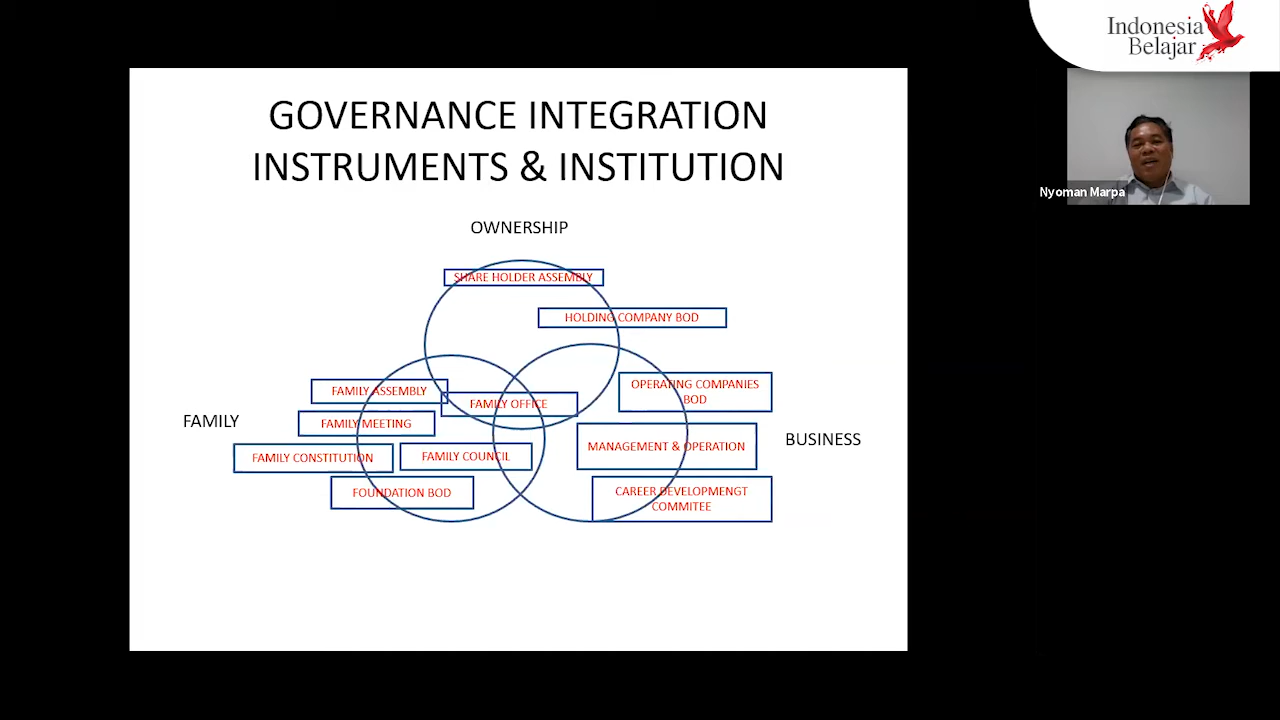 Indonesia
Belajar
Nyoman Marpa
GOVERNANCE INTEGRATION
INSTRUMENTS & INSTITUTION
OWNERSHIP
SHARE HOLDER ASSEMBLY
HOLDING COMPANY BOD
FAMILY
FAMILY ASSEMBLY
FAMILY OFFICE
FAMILY MEETING
FAMILY CONSTITUTION
FAMILY COUNCIL
FOUNDATION BOD
OPERATING COMPANIES
BOD
MANAGEMENT & OPERATION
BUSINESS
CAREER DEVELOPMENGT
COMMITEE